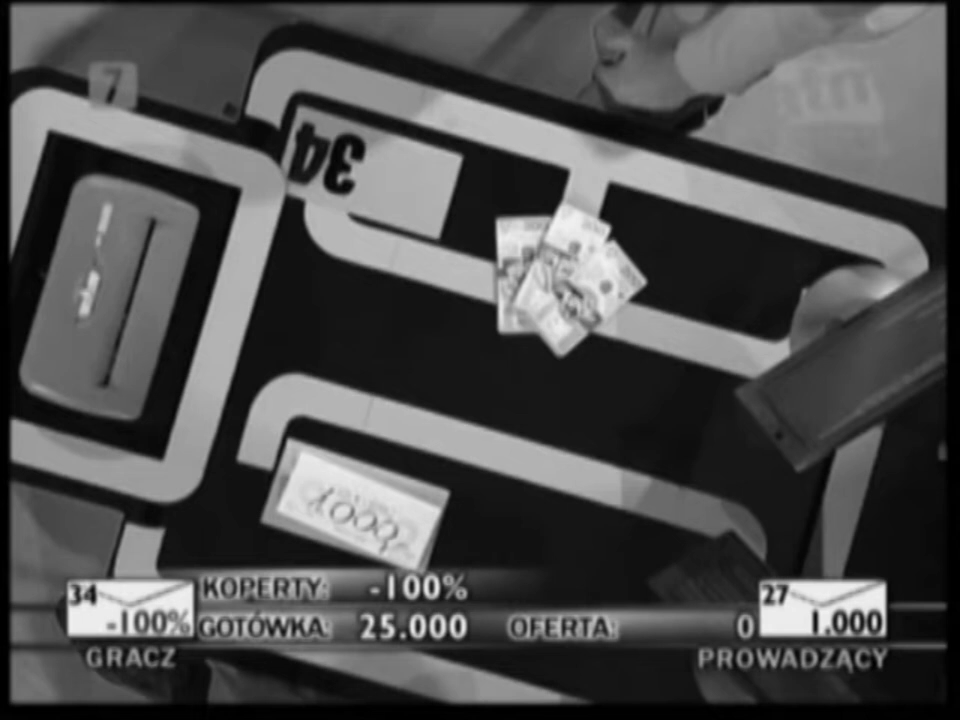 7
34
1000
KOPERTY: -100%
34 -100% GOTÓWKA: 25.000 OFERTA: 0 27 1.000
GRACZ PROWADZĄCY